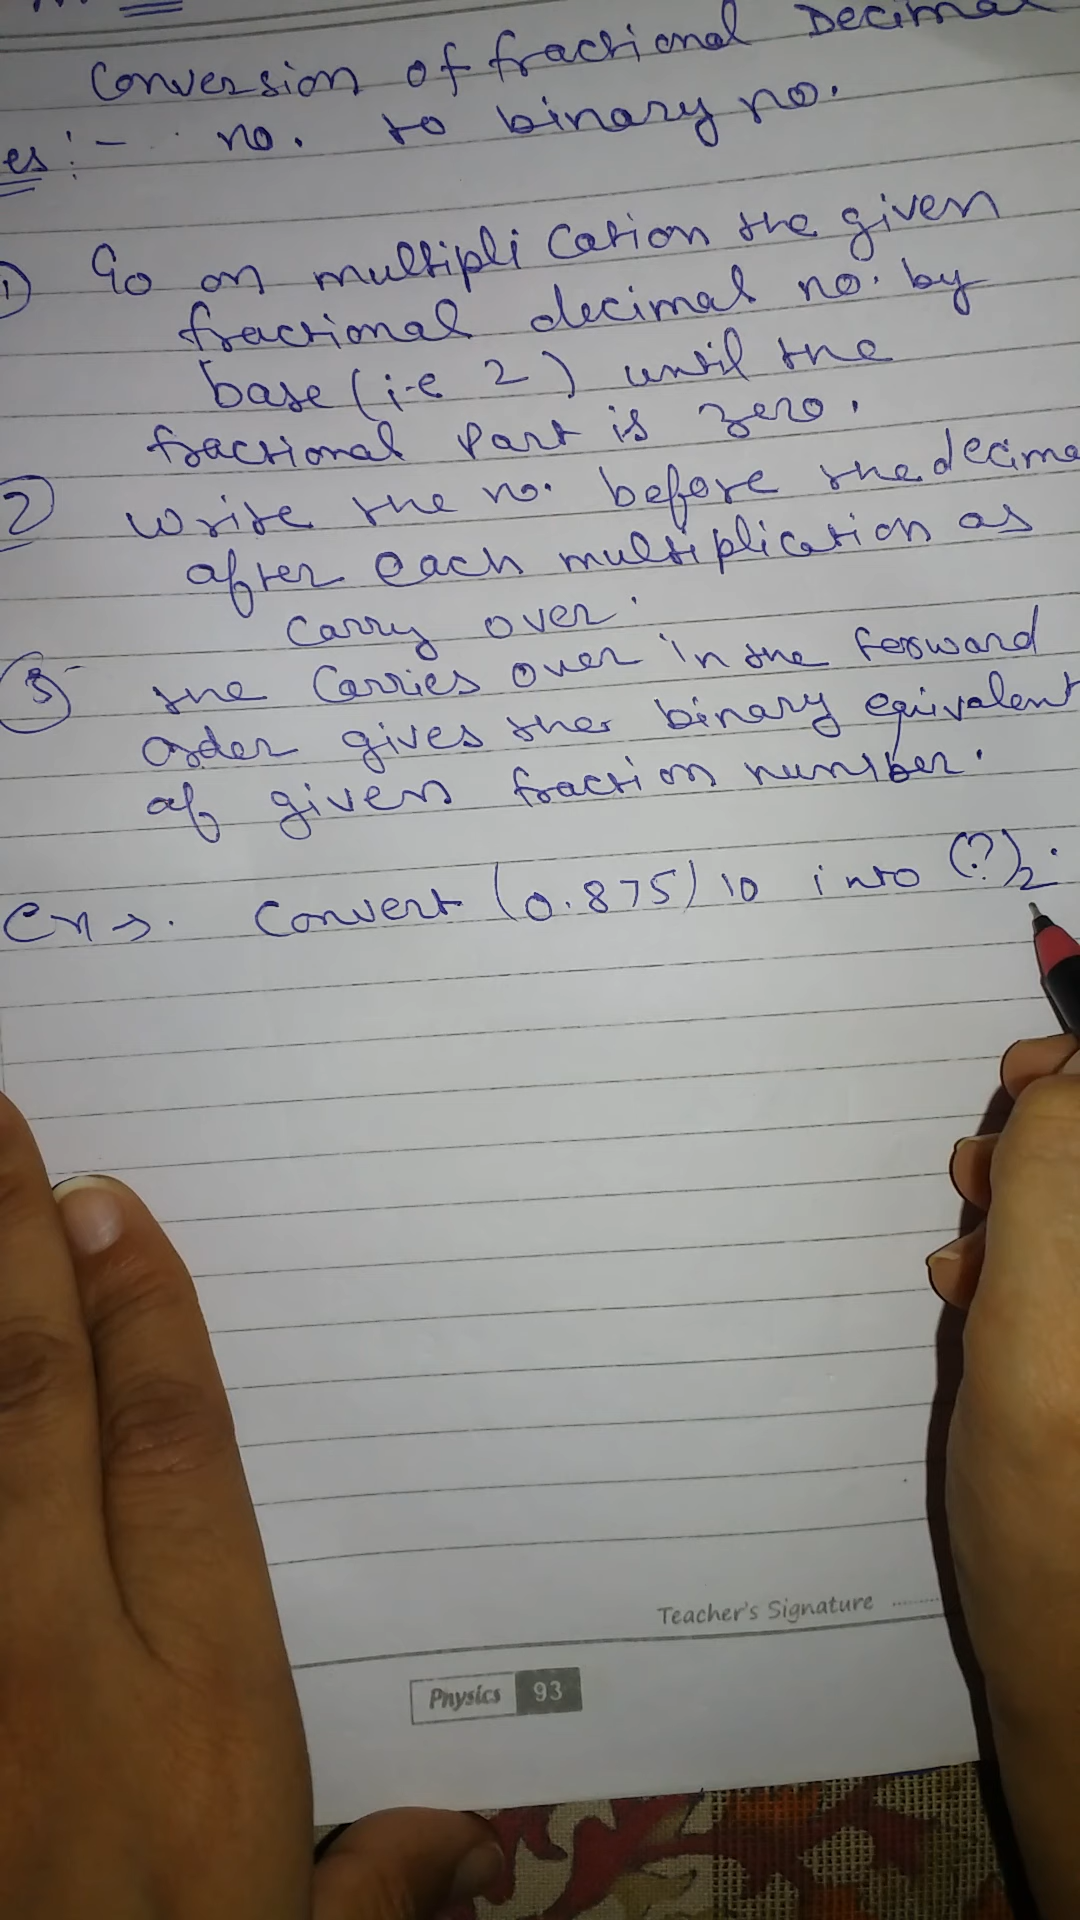 Conversion of fractional Decimal
es :- no. to binary no.
1) Go on multiplication the given
fractional decimal no. by
base (i-e 2) until the
fractional Part is zero.
2 write the no. before the decima
after each multiplication as
carry over.
3 the Carries over in the forward
order gives the binary equivalent
of given fraction number.
Ex→. Convert (0.875)10 into (?)2.
Teacher's Signature ..........
Physics 93